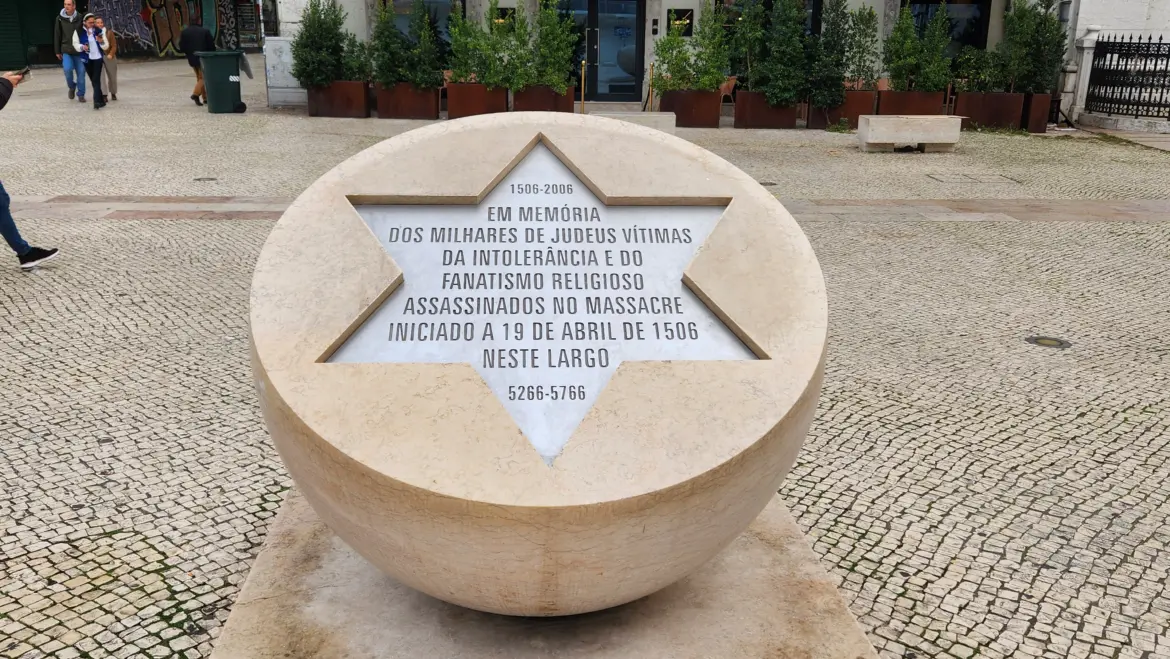 1506-2006
EM MEMÓRIA
DOS MILHARES DE JUDEUS VÍTIMAS
DA INTOLERÂNCIA E DO
FANATISMO RELIGIOSO
ASSASSINADOS NO MASSACRE
INICIADO A 19 DE ABRIL DE 1506
NESTE LARGO
5266-5766